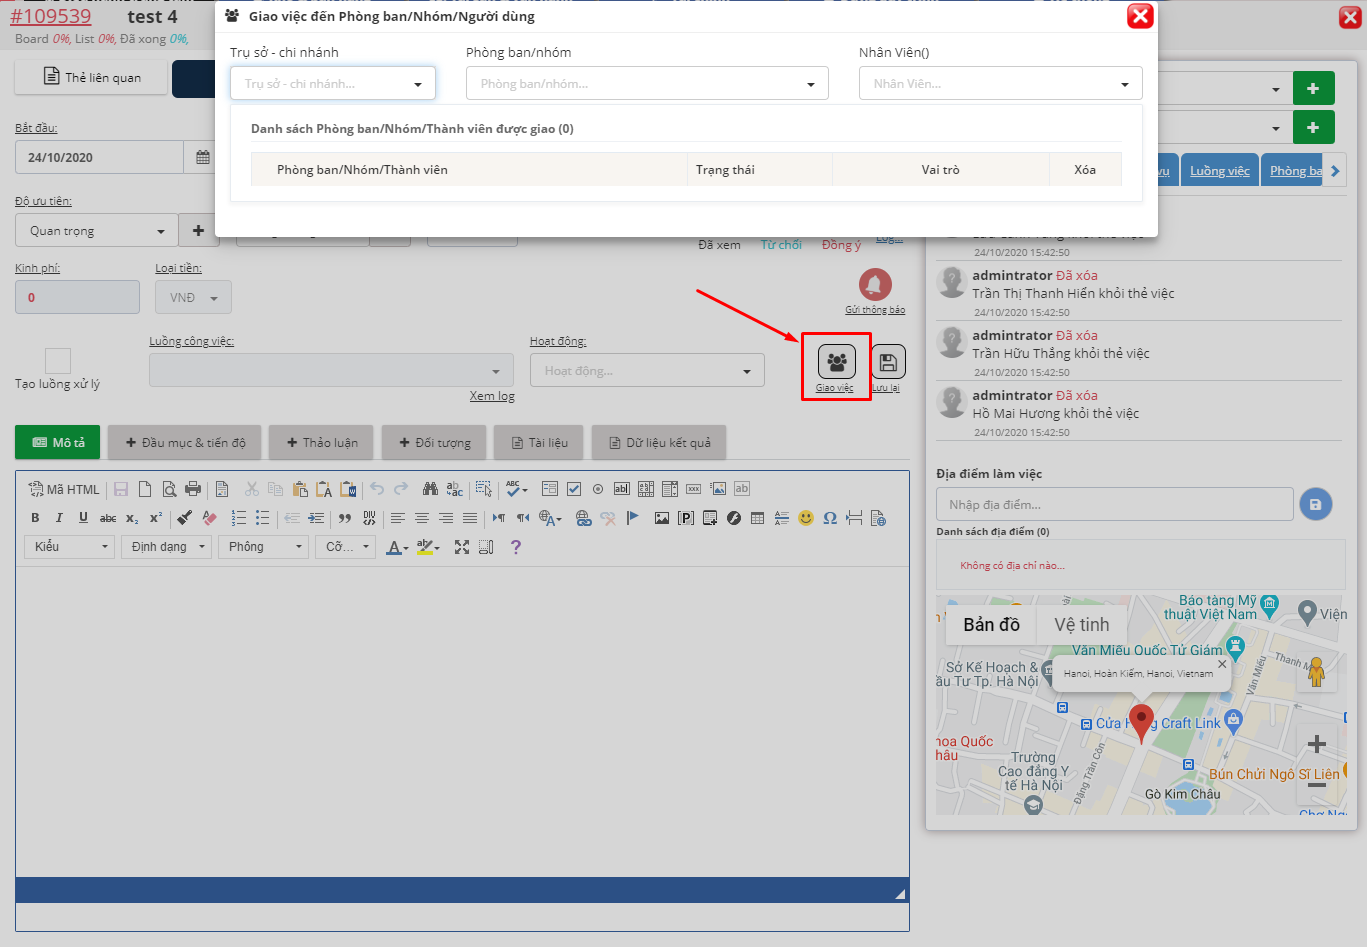 #109539 test 4
Board 0%, List 0%, Đã xong 0%,
Giao việc đến Phòng ban/Nhóm/Người dùng
Trụ sở - chi nhánh Phòng ban/nhóm Nhân Viên()
Trụ sở - chi nhánh... Phòng ban/nhóm... Nhân Viên...
Danh sách Phòng ban/Nhóm/Thành viên được giao (0)
Phòng ban/Nhóm/Thành viên Trạng thái Vai trò Xóa
Thẻ liên quan
Bắt đầu:
24/10/2020
Độ ưu tiên:
Quan trọng
Đã xem Từ chối Đồng ý Log...
Kinh phí: Loại tiền:
0 VNĐ
Gửi thông báo
Luồng công việc: Hoạt động:
Hoạt động...
Tạo luồng xử lý
Xem log
Giao việc Lưu lại
Mô tả Đầu mục & tiến độ Thảo luận Đối tượng Tài liệu Dữ liệu kết quả
Mã HTML
Kiểu Định dạng Phông Cỡ...
vụ Luồng việc Phòng ba
24/10/2020 15:42:50
admintrator Đã xóa
Trần Thị Thanh Hiển khỏi thẻ việc
24/10/2020 15:42:50
admintrator Đã xóa
Trần Hữu Thắng khỏi thẻ việc
24/10/2020 15:42:50
admintrator Đã xóa
Hồ Mai Hương khỏi thẻ việc
24/10/2020 15:42:50
Địa điểm làm việc
Nhập địa điểm...
Danh sách địa điểm (0)
Không có địa chỉ nào...
Bản đồ Vệ tinh
Bảo tàng Mỹ
thuật Việt Nam
Viện
Văn Miếu Quốc Tử Giám
Sở Kế Hoạch &
ầu Tư Tp. Hà Nội
Hanoi, Hoàn Kiếm, Hanoi, Vietnam
Văn Miếu
Thanh M
Cửa Hàng Craft Link
hoa Quốc
hâu
Trường
Cao đẳng Y
tế Hà Nội
Đặng Trần Côn
Bún Chửi Ngô Sĩ Liên
Gò Kim Châu